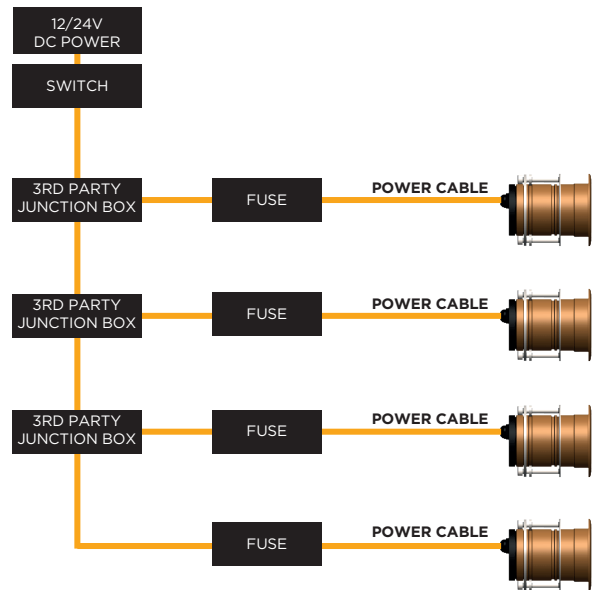 12/24V
DC POWER
SWITCH
3RD PARTY
JUNCTION BOX
FUSE
POWER CABLE
3RD PARTY
JUNCTION BOX
FUSE
POWER CABLE
3RD PARTY
JUNCTION BOX
FUSE
POWER CABLE
FUSE
POWER CABLE